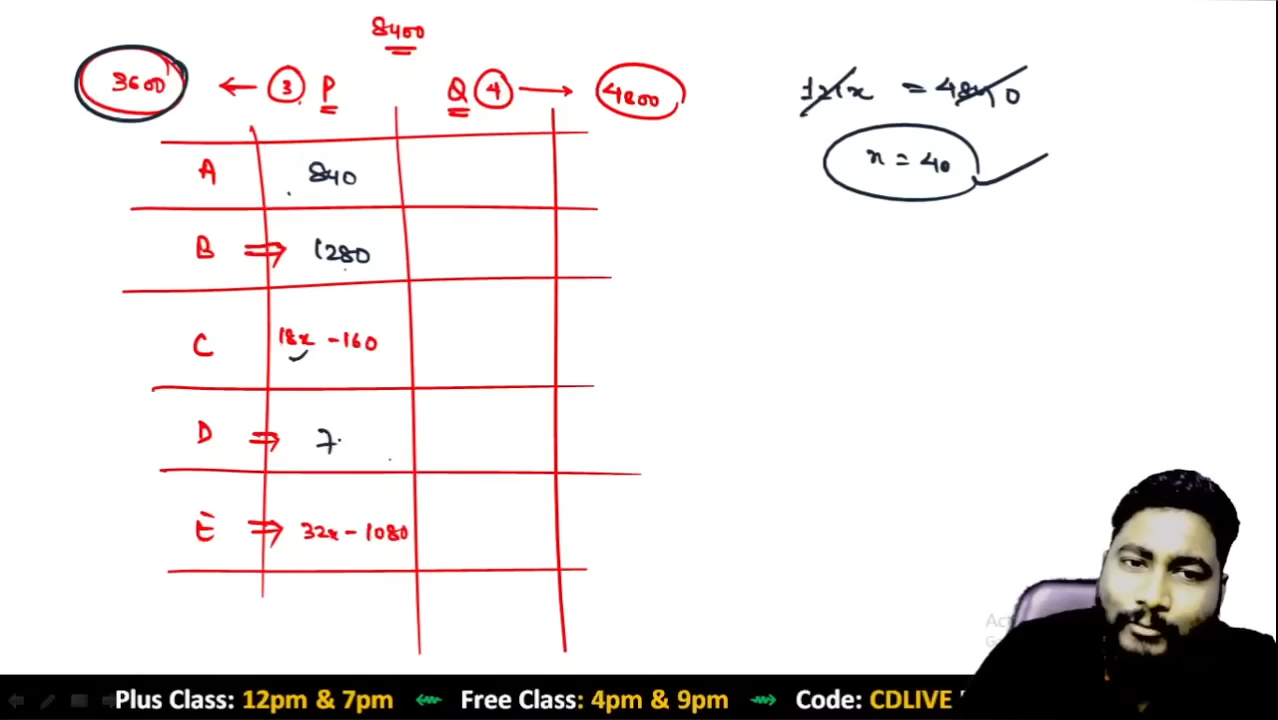 8400
3600 ← 3 P Q 4 → 4800
A 840
B ⇒ 1280
C 18x - 160
D ⇒ 7
E ⇒ 32x - 1080
x = 40
Plus Class: 12pm & 7pm Free Class: 4pm & 9pm Code: CDLIVE